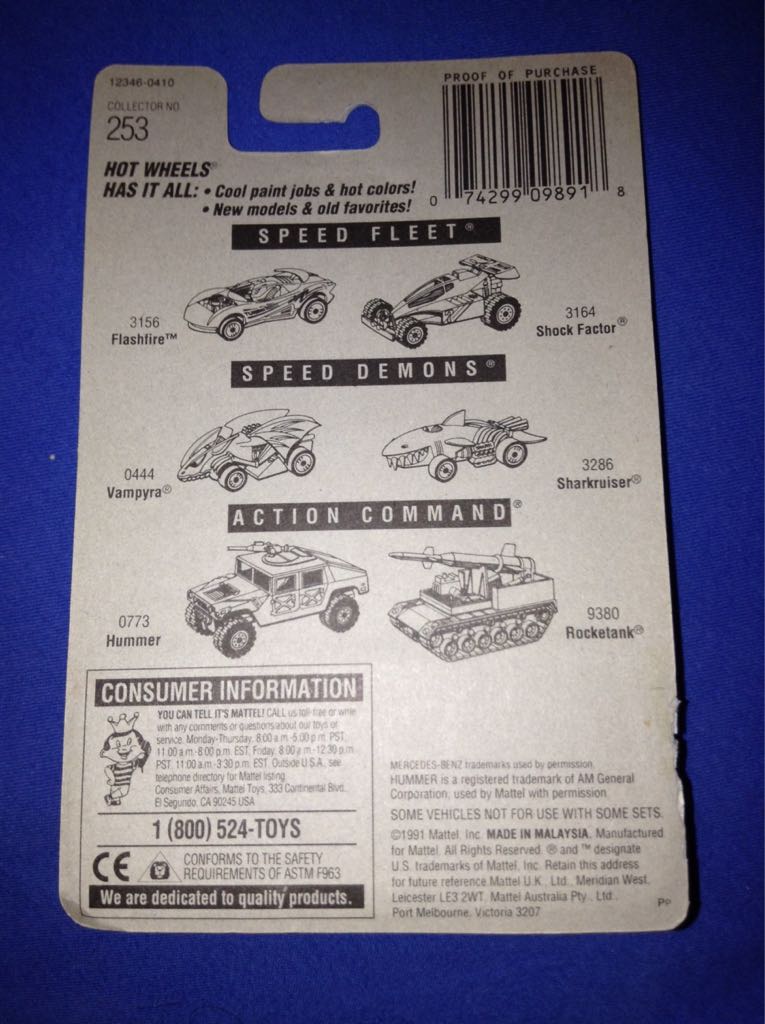 12346-0410
COLLECTOR NO.
253
PROOF OF PURCHASE
0 74299 09891 8
HOT WHEELS®
HAS IT ALL: • Cool paint jobs & hot colors!
• New models & old favorites!
SPEED FLEET®
3156
Flashfire™
3164
Shock Factor®
SPEED DEMONS®
0444
Vampyra®
3286
Sharkruiser®
ACTION COMMAND®
0773
Hummer
9380
Rocketank®
CONSUMER INFORMATION
YOU CAN TELL IT'S MATTEL! CALL us toll-free or write
with any comments or questions about our toys or
service. Monday-Thursday, 8:00 a.m.-5:00 p.m. PST,
11:00 a.m.-8:00 p.m. EST, Friday, 8:00 a.m.-12:30 p.m.
PST, 11:00 a.m.-3:30 p.m. EST. Outside U.S.A., see
telephone directory for Mattel listing.
Consumer Affairs, Mattel Toys, 333 Continental Blvd.,
El Segundo, CA 90245 USA
1 (800) 524-TOYS
CE
CONFORMS TO THE SAFETY
REQUIREMENTS OF ASTM F963
We are dedicated to quality products.
MERCEDES-BENZ trademarks used by permission.
HUMMER is a registered trademark of AM General
Corporation, used by Mattel with permission.
SOME VEHICLES NOT FOR USE WITH SOME SETS.
©1991 Mattel, Inc. MADE IN MALAYSIA. Manufactured
for Mattel. All Rights Reserved. ® and ™ designate
U.S. trademarks of Mattel, Inc. Retain this address
for future reference Mattel U.K., Ltd., Meridian West,
Leicester LE3 2WT. Mattel Australia Pty., Ltd.,
Port Melbourne, Victoria 3207
PP